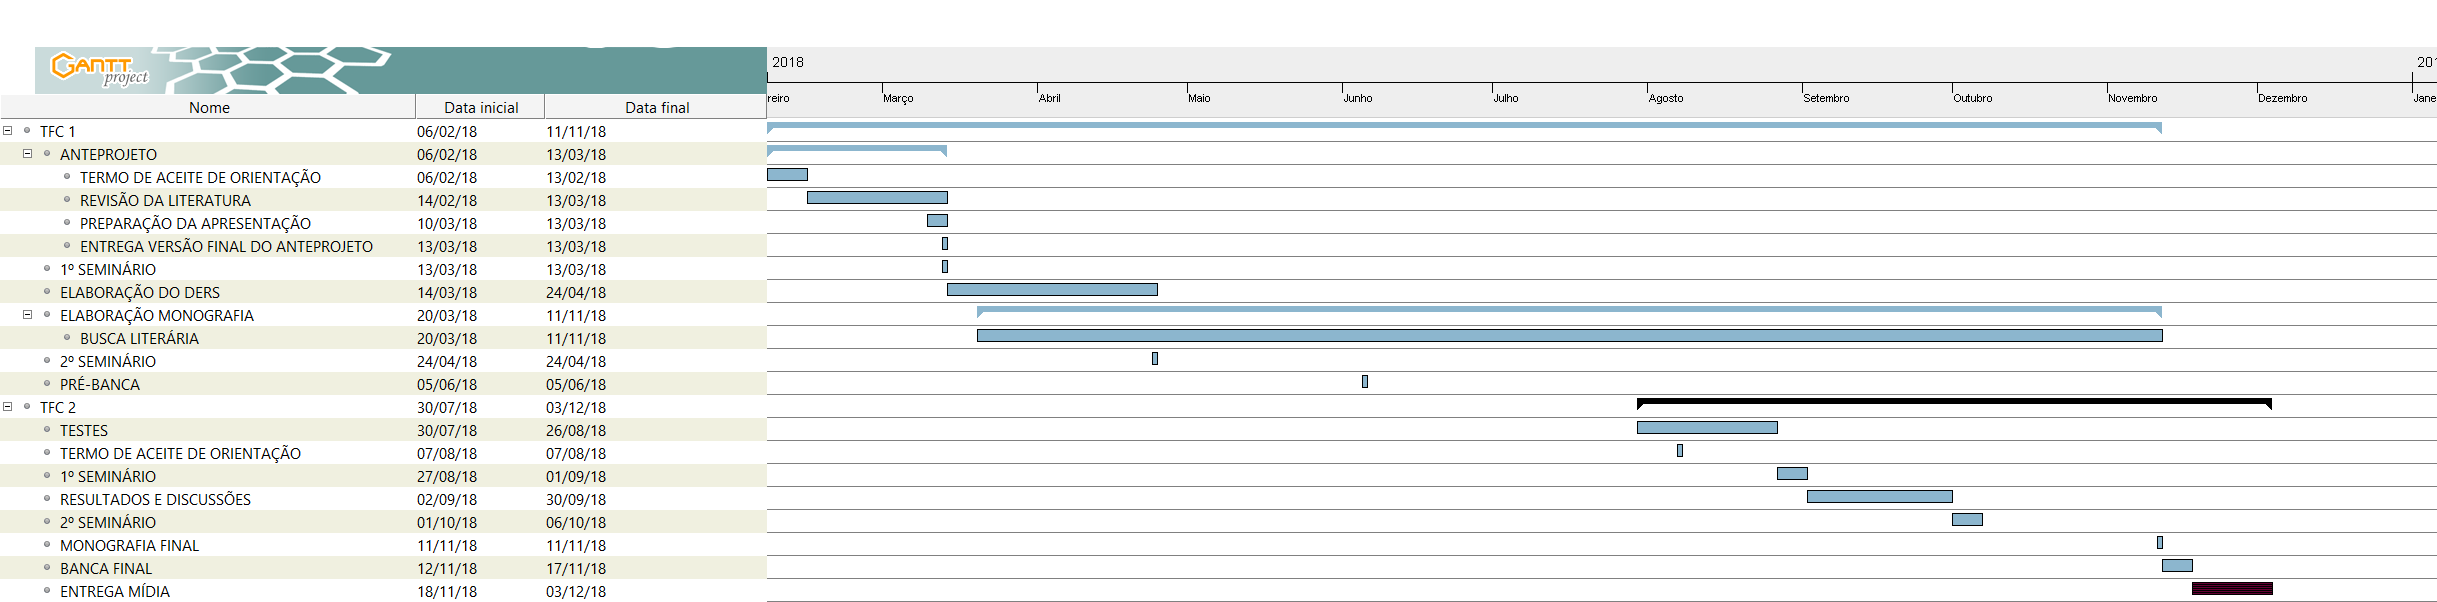 2018
201
GANTT
project
reiro Março Abril Maio Junho Julho Agosto Setembro Outubro Novembro Dezembro Jane
Nome Data inicial Data final
TFC 1 06/02/18 11/11/18
ANTEPROJETO 06/02/18 13/03/18
TERMO DE ACEITE DE ORIENTAÇÃO 06/02/18 13/02/18
REVISÃO DA LITERATURA 14/02/18 13/03/18
PREPARAÇÃO DA APRESENTAÇÃO 10/03/18 13/03/18
ENTREGA VERSÃO FINAL DO ANTEPROJETO 13/03/18 13/03/18
1º SEMINÁRIO 13/03/18 13/03/18
ELABORAÇÃO DO DERS 14/03/18 24/04/18
ELABORAÇÃO MONOGRAFIA 20/03/18 11/11/18
BUSCA LITERÁRIA 20/03/18 11/11/18
2º SEMINÁRIO 24/04/18 24/04/18
PRÉ-BANCA 05/06/18 05/06/18
TFC 2 30/07/18 03/12/18
TESTES 30/07/18 26/08/18
TERMO DE ACEITE DE ORIENTAÇÃO 07/08/18 07/08/18
1º SEMINÁRIO 27/08/18 01/09/18
RESULTADOS E DISCUSSÕES 02/09/18 30/09/18
2º SEMINÁRIO 01/10/18 06/10/18
MONOGRAFIA FINAL 11/11/18 11/11/18
BANCA FINAL 12/11/18 17/11/18
ENTREGA MÍDIA 18/11/18 03/12/18